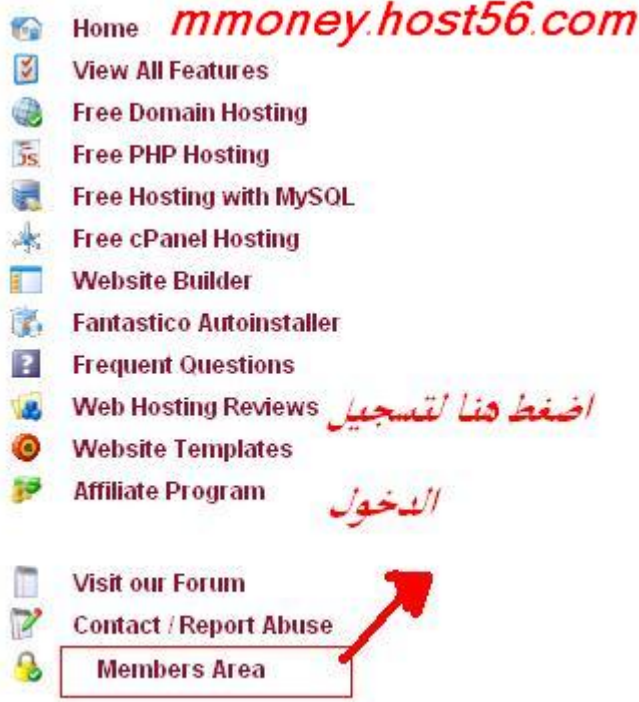 mmoney.host56.com
Home
View All Features
Free Domain Hosting
Free PHP Hosting
Free Hosting with MySQL
Free cPanel Hosting
Website Builder
Fantastico Autoinstaller
Frequent Questions
Web Hosting Reviews
اضغط هنا لتسجيل
Website Templates
Affiliate Program
الدخول
Visit our Forum
Contact / Report Abuse
Members Area